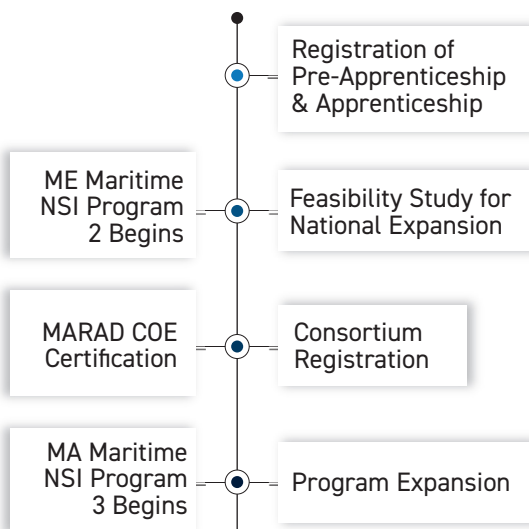 Registration of
Pre-Apprenticeship
& Apprenticeship
ME Maritime
NSI Program
2 Begins
Feasibility Study for
National Expansion
MARAD COE
Certification
Consortium
Registration
MA Maritime
NSI Program
3 Begins
Program Expansion